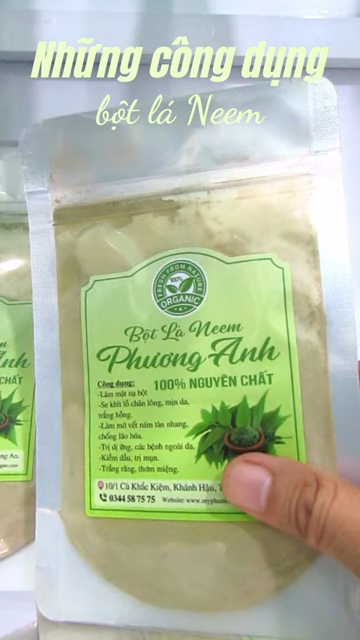 Những công dụng
bột lá Neem
FRESH FROM NATURE
100%
ORGANIC
Bột Lá Neem
Phương Anh
100% NGUYÊN CHẤT
Công dụng:
-Làm mặt nạ bột
-Se khít lỗ chân lông, mịn da,
trắng hồng.
-Làm mờ vết nám tàn nhang,
chống lão hóa.
-Trị dị ứng, các bệnh ngoài da.
-Kiềm dầu, trị mụn.
-Trắng răng, thơm miệng.
10/1 Cù Khắc Kiệm, Khánh Hậu,
0344 58 75 75 Website:
Anh
CHẤT